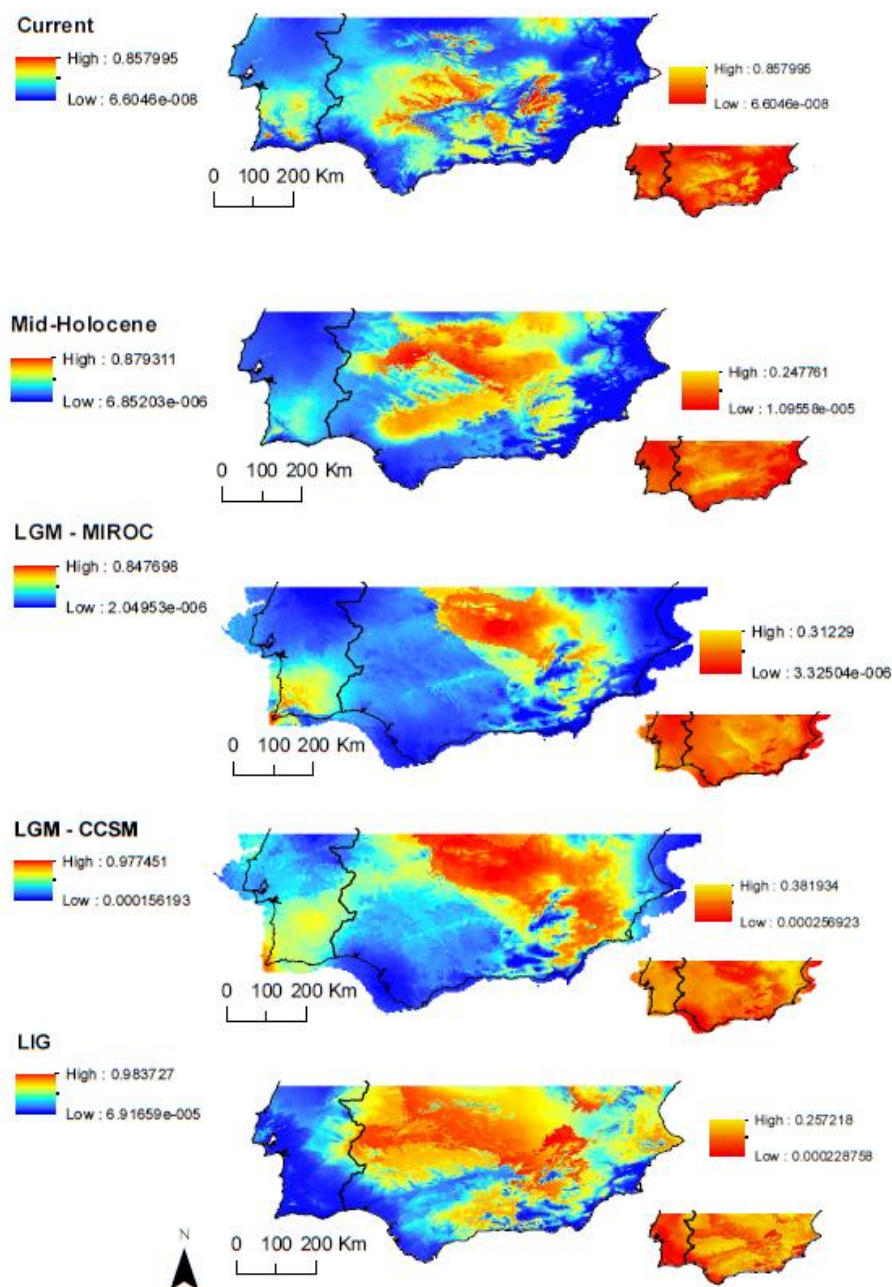 Current
High : 0.857995
Low : 6.6046e-008
0.857995
Low : 6.6046e-008
0 100 200 Km
Mid-Holocene
High : 0.879311
Low : 6.85203e-006
High : 0.247761
Low : 1.09558e-005
0 100 200 Km
LGM - MIROC
High : 0.847698
Low : 2.04953e-006
High : 0.31229
Low : 3.32504e-006
0 100 200 Km
LGM - CCSM
High : 0.977451
Low : 0.000156193
High : 0.381934
Low : 0.000256923
0 100 200 Km
LIG
High : 0.983727
Low : 6.91659e-005
High : 0.257218
Low : 0.000228758
N
0 100 200 Km